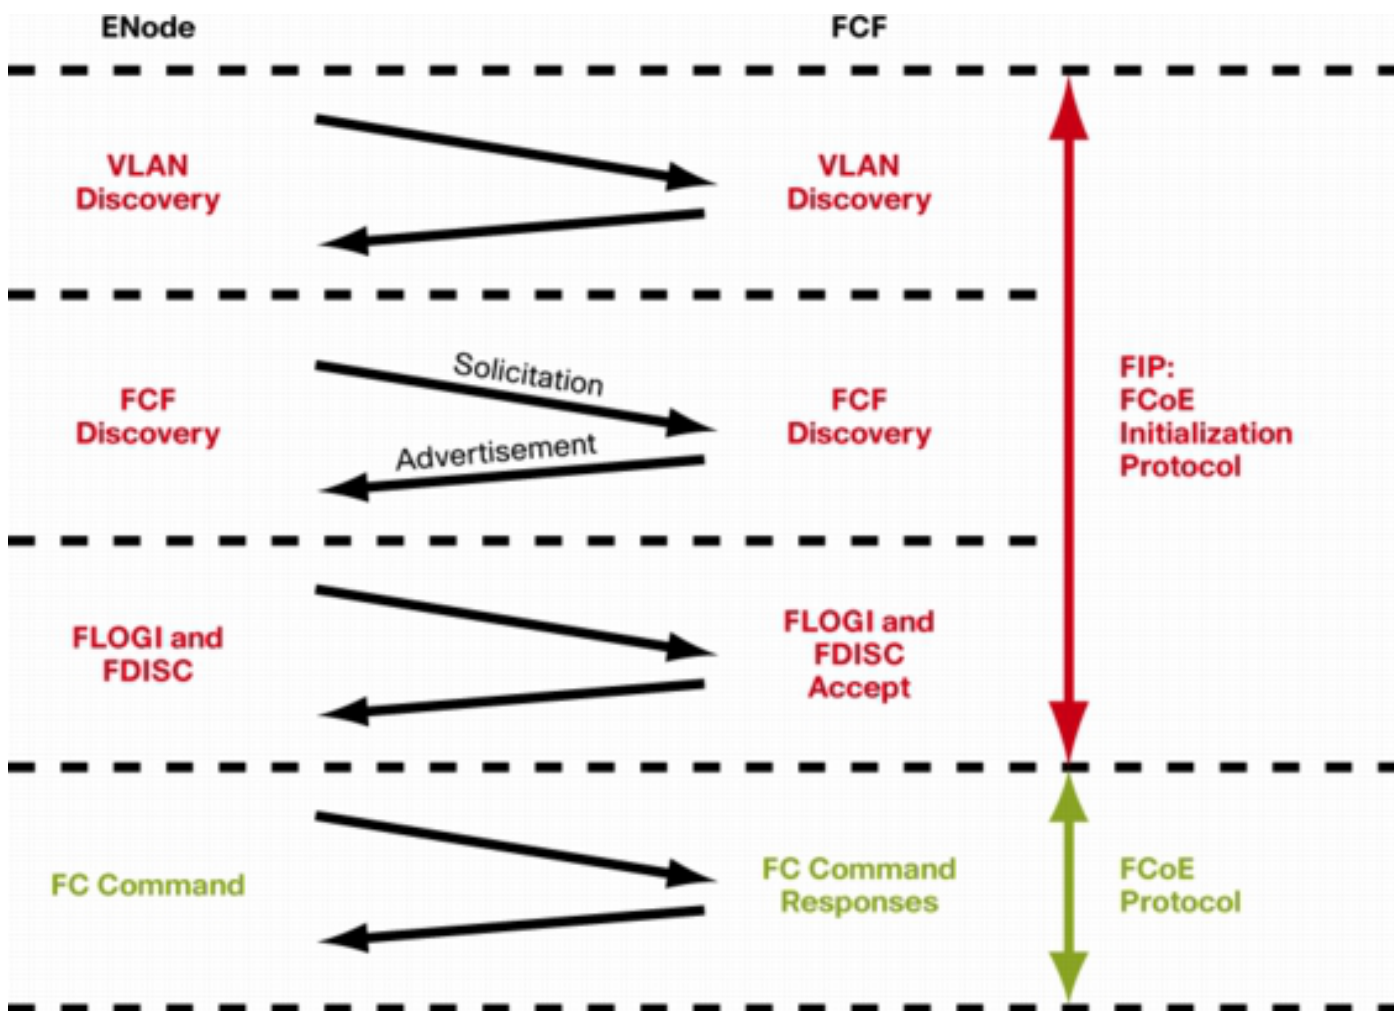 ENode
FCF
VLAN
Discovery
VLAN
Discovery
Solicitation
FCF
Discovery
Advertisement
FCF
Discovery
FIP:
FCoE
Initialization
Protocol
FLOGI and
FDISC
FLOGI and
FDISC
Accept
FC Command
FC Command
Responses
FCoE
Protocol